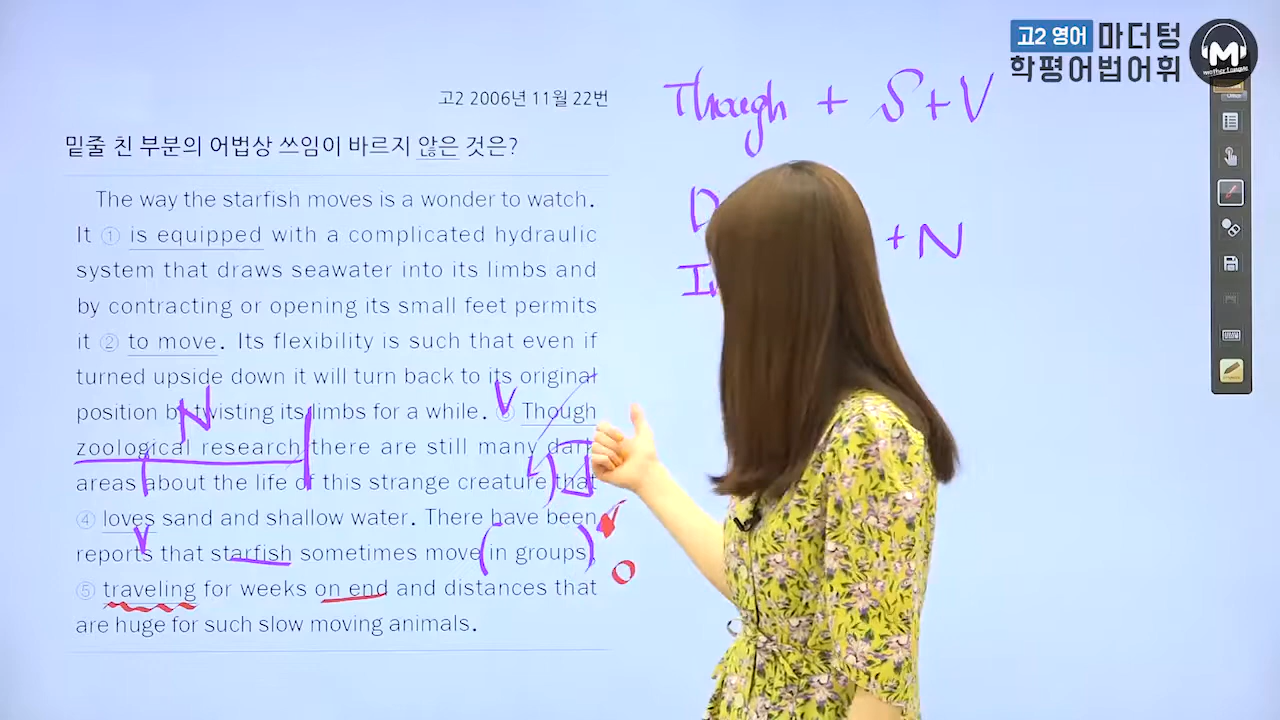 고2 영어 마더텅
학평어법어휘
M
mother tongue
고2 2006년 11월 22번
밑줄 친 부분의 어법상 쓰임이 바르지 않은 것은?
The way the starfish moves is a wonder to watch.
It ① is equipped with a complicated hydraulic
system that draws seawater into its limbs and
by contracting or opening its small feet permits
it ② to move. Its flexibility is such that even if
turned upside down it will turn back to its original
position by twisting its limbs for a while. Though
zoological research there are still many dark
areas about the life of this strange creature that
④ loves sand and shallow water. There have been
reports that starfish sometimes move in groups,
⑤ traveling for weeks on end and distances that
are huge for such slow moving animals.
Though + S+V
+ N
N
V
V